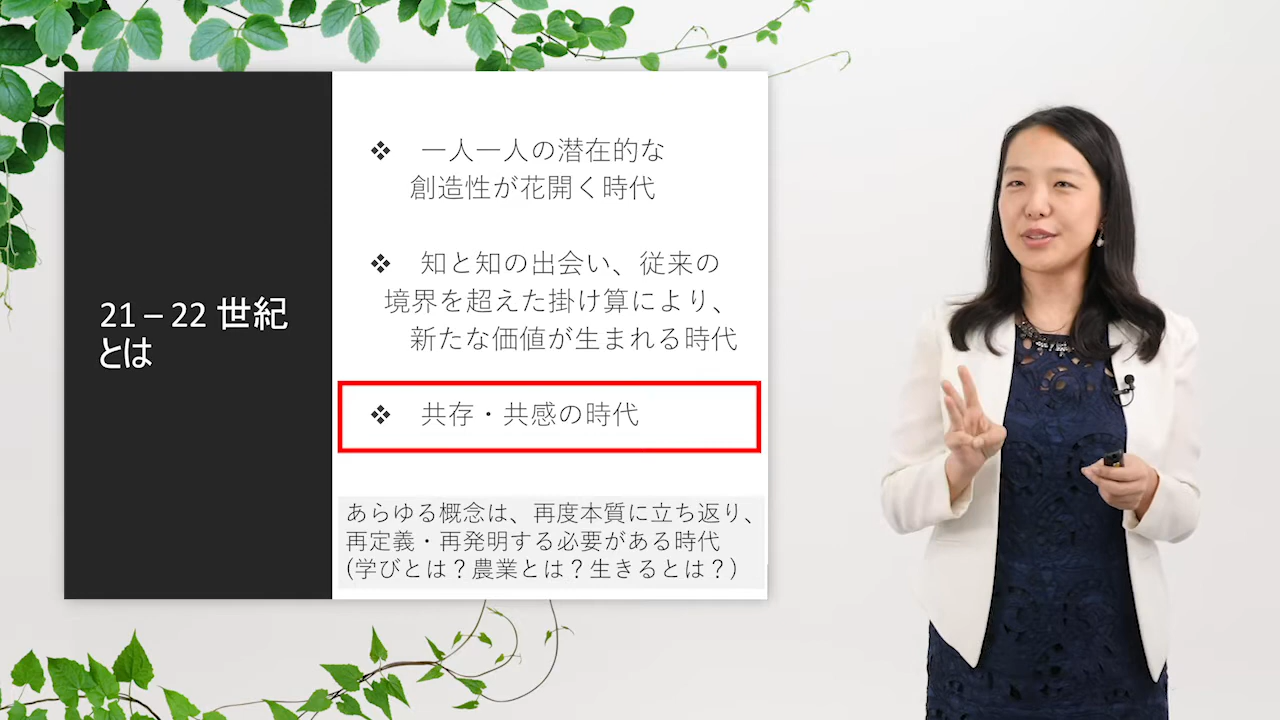 21 – 22 世紀
とは
❖ 一人一人の潜在的な
創造性が花開く時代
❖ 知と知の出会い、従来の
境界を超えた掛け算により、
新たな価値が生まれる時代
❖ 共存・共感の時代
あらゆる概念は、再度本質に立ち返り、
再定義・再発明する必要がある時代
(学びとは？農業とは？生きるとは？)